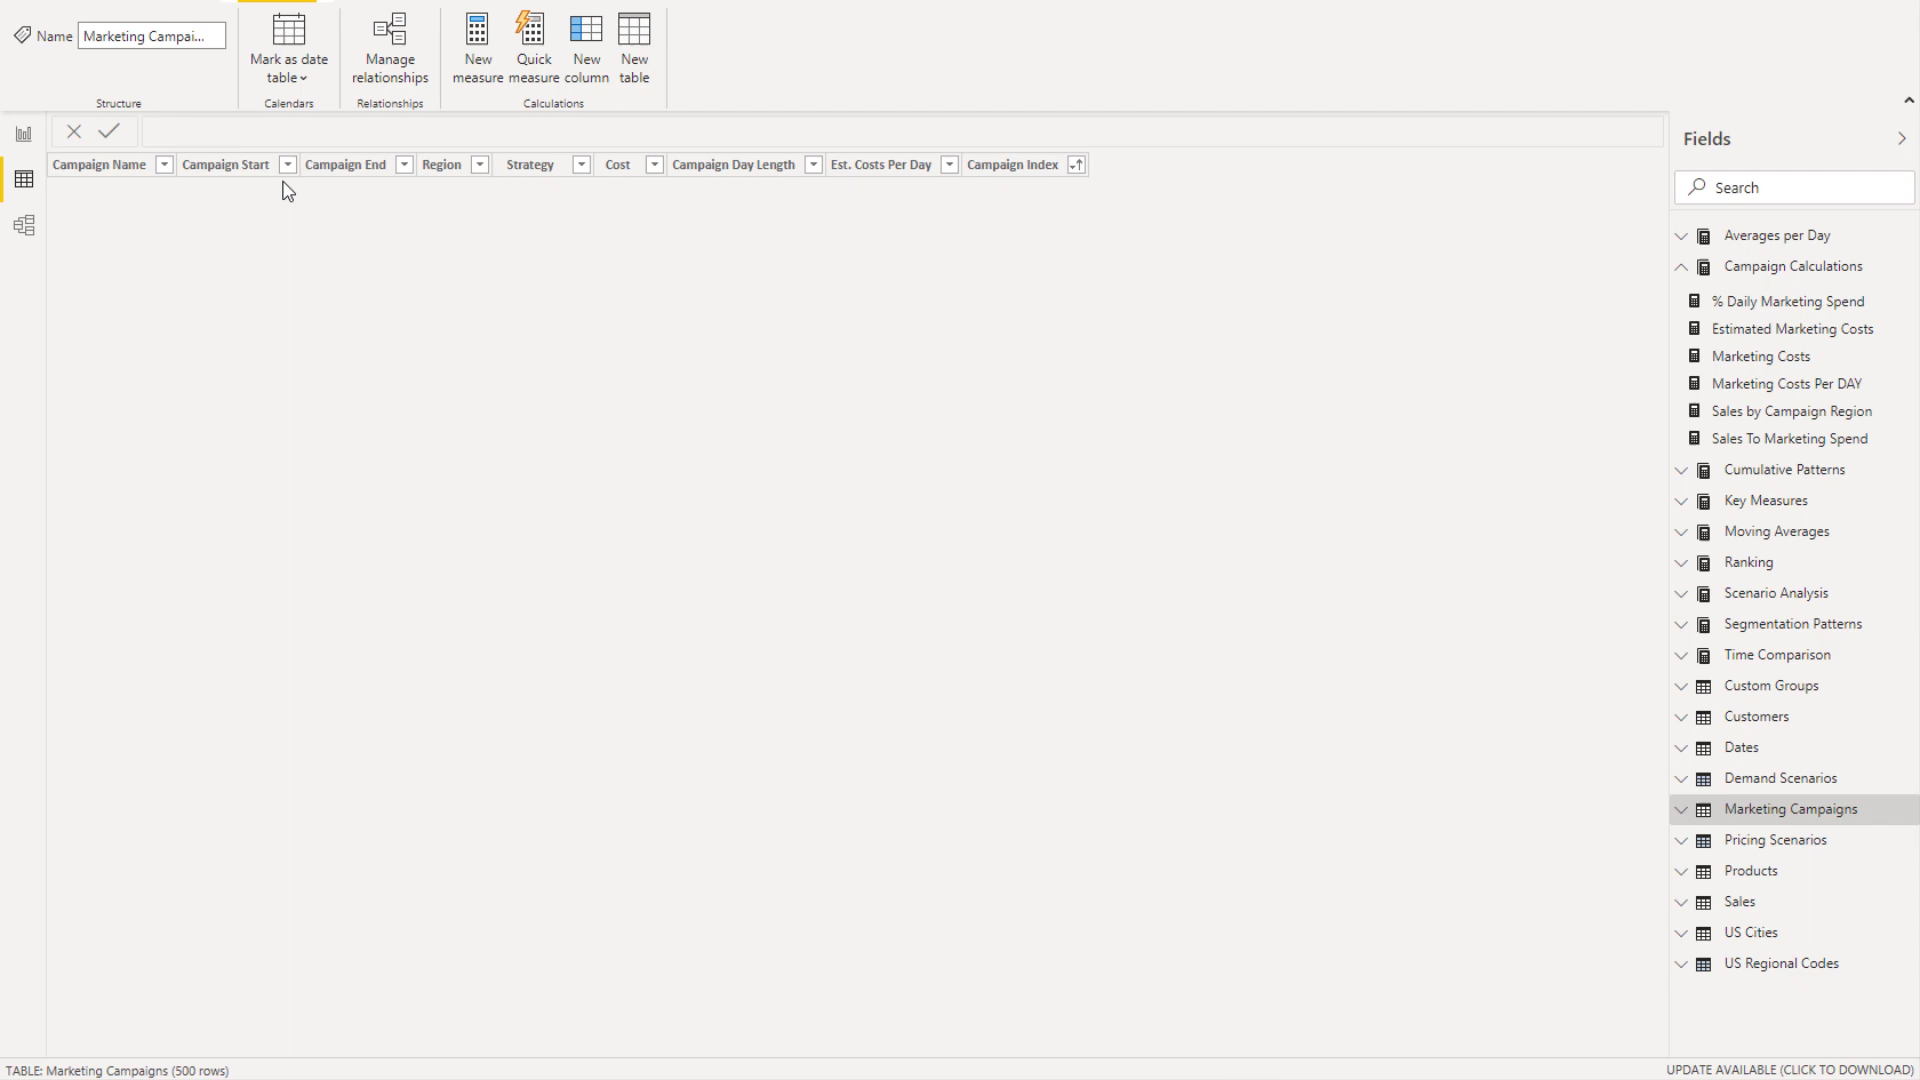 Name Marketing Campai...
Mark as date table
Manage relationships
New measure
Quick measure
New column
New table
Structure
Calendars
Relationships
Calculations
Campaign Name Campaign Start Campaign End Region Strategy Cost Campaign Day Length Est. Costs Per Day Campaign Index
Fields
Search
Averages per Day
Campaign Calculations
% Daily Marketing Spend
Estimated Marketing Costs
Marketing Costs
Marketing Costs Per DAY
Sales by Campaign Region
Sales To Marketing Spend
Cumulative Patterns
Key Measures
Moving Averages
Ranking
Scenario Analysis
Segmentation Patterns
Time Comparison
Custom Groups
Customers
Dates
Demand Scenarios
Marketing Campaigns
Pricing Scenarios
Products
Sales
US Cities
US Regional Codes
TABLE: Marketing Campaigns (500 rows)
UPDATE AVAILABLE (CLICK TO DOWNLOAD)